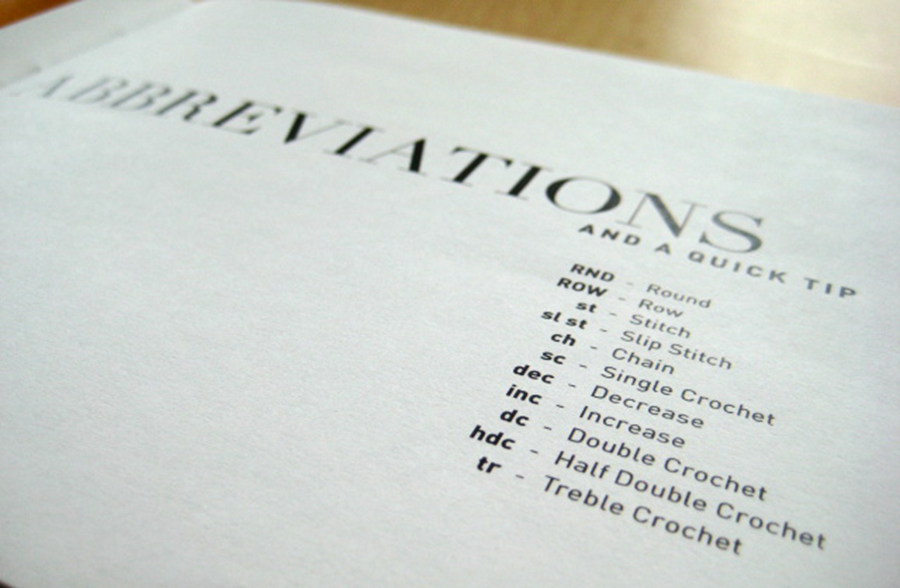 ABBREVIATIONS
AND A QUICK TIP
RND - Round
ROW - Row
st - Stitch
sl st - Slip Stitch
ch - Chain
sc - Single Crochet
dec - Decrease
inc - Increase
dc - Double Crochet
hdc - Half Double Crochet
tr - Treble Crochet